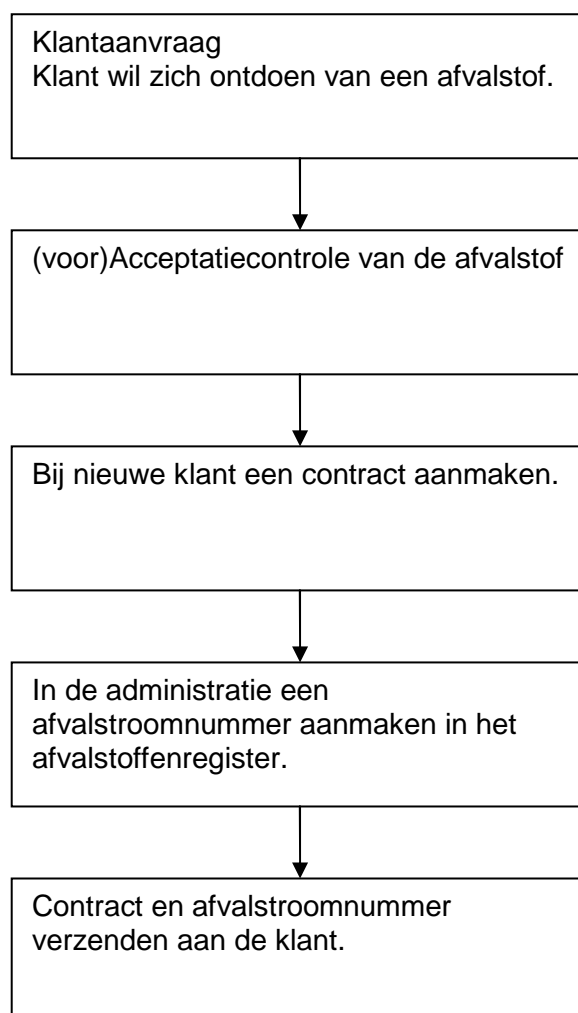 Klantaanvraag
Klant wil zich ontdoen van een afvalstof.
(voor)Acceptatiecontrole van de afvalstof
Bij nieuwe klant een contract aanmaken.
In de administratie een
afvalstroomnummer aanmaken in het
afvalstoffenregister.
Contract en afvalstroomnummer
verzenden aan de klant.